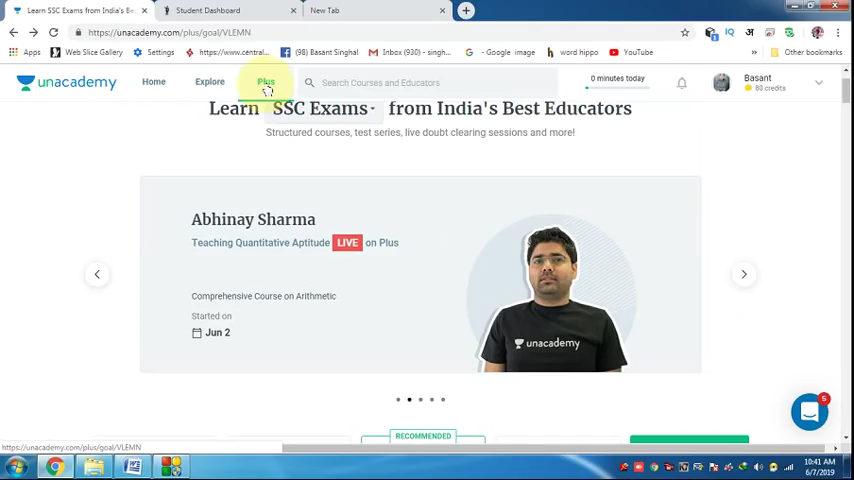 Learn SSC Exams from India's Be
Student Dashboard
New Tab
https://unacademy.com/plus/goal/VLEMN
Apps
Web Slice Gallery
Settings
https://www.central...
(98) Basant Singhal
Inbox (930) - singh...
- Google image
word hippo
YouTube
Other bookmarks
unacademy
Home
Explore
Plus
Search Courses and Educators
0 minutes today
Basant
80 credits
Learn SSC Exams from India's Best Educators
Structured courses, test series, live doubt clearing sessions and more!
Abhinay Sharma
Teaching Quantitative Aptitude LIVE on Plus
Comprehensive Course on Arithmetic
Started on
Jun 2
unacademy
5
RECOMMENDED
https://unacademy.com/plus/goal/VLEMN
10:41 AM
6/7/2019